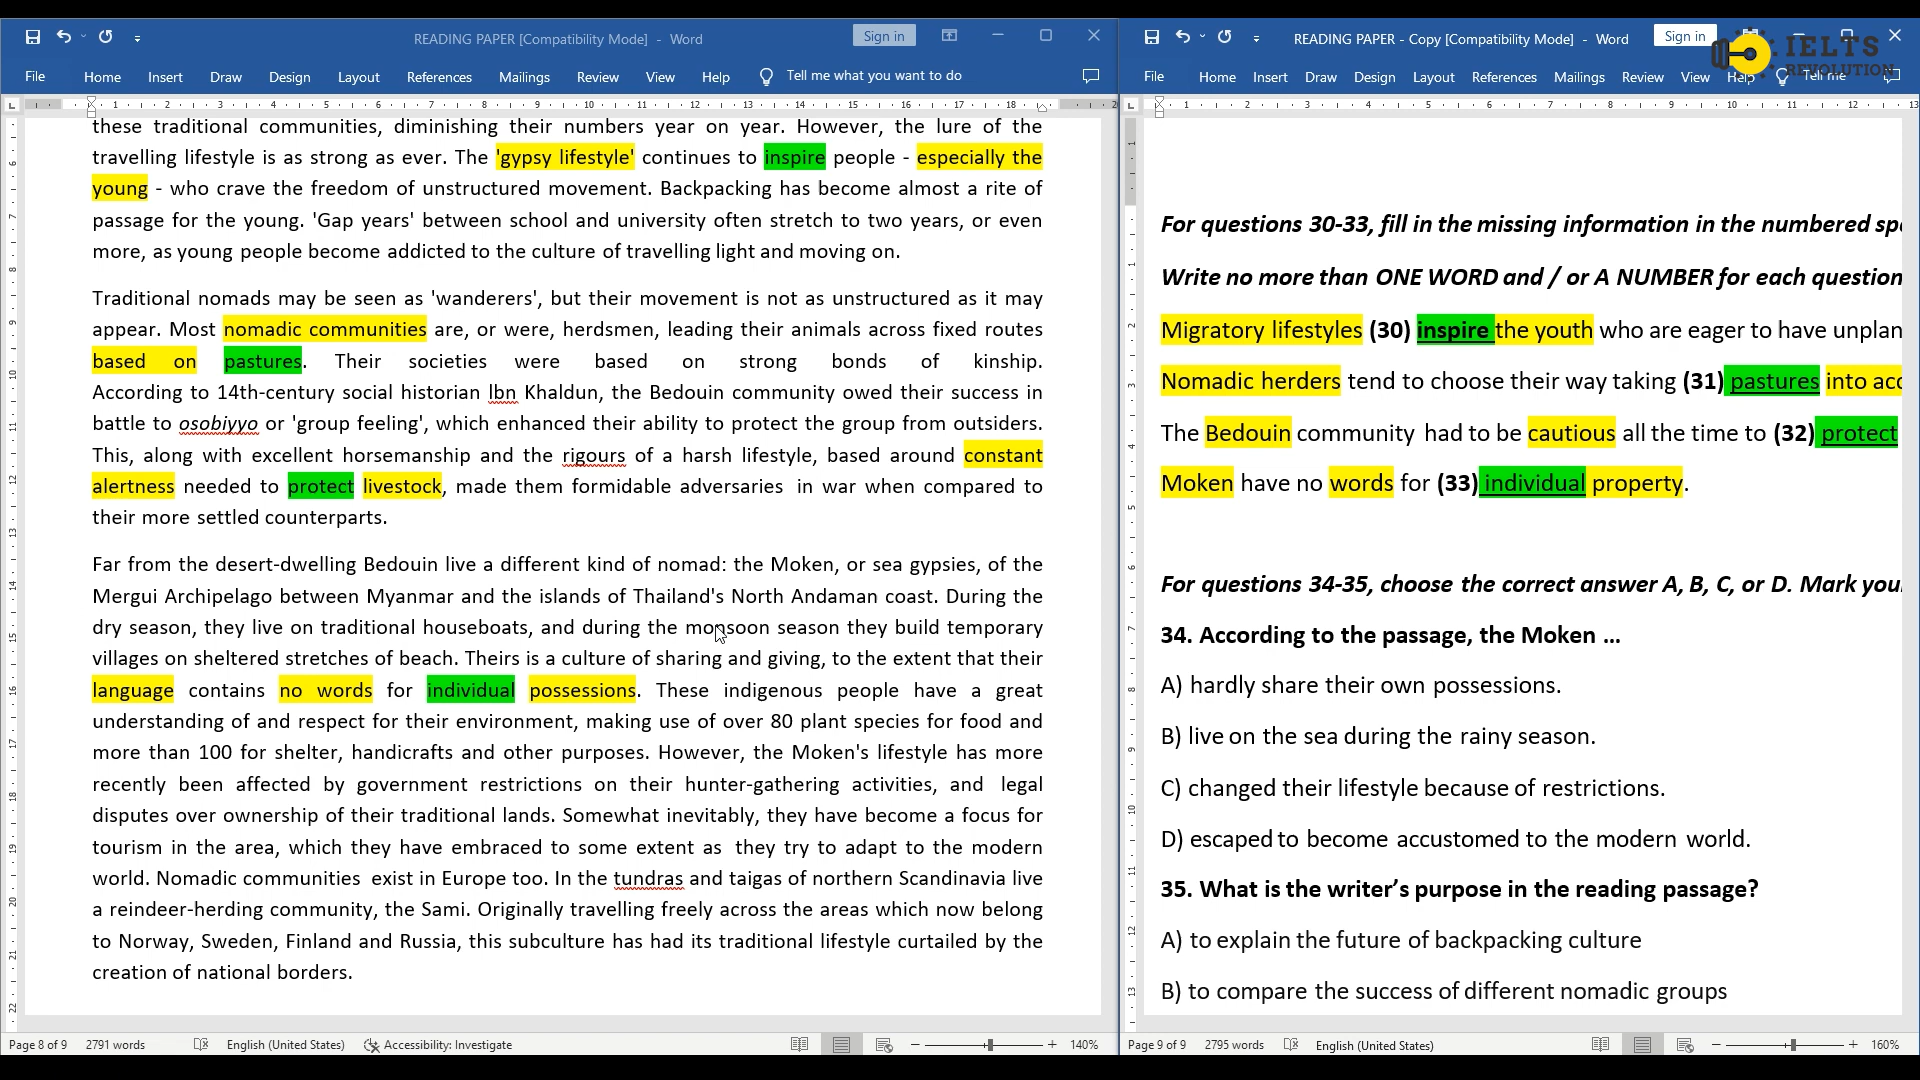 READING PAPER [Compatibility Mode] - Word
Sign in
File Home Insert Draw Design Layout References Mailings Review View Help Tell me what you want to do
these traditional communities, diminishing their numbers year on year. However, the lure of the
travelling lifestyle is as strong as ever. The 'gypsy lifestyle' continues to inspire people - especially the
young - who crave the freedom of unstructured movement. Backpacking has become almost a rite of
passage for the young. 'Gap years' between school and university often stretch to two years, or even
more, as young people become addicted to the culture of travelling light and moving on.
Traditional nomads may be seen as 'wanderers', but their movement is not as unstructured as it may
appear. Most nomadic communities are, or were, herdsmen, leading their animals across fixed routes
based on pastures. Their societies were based on strong bonds of kinship.
According to 14th-century social historian lbn Khaldun, the Bedouin community owed their success in
battle to osobiyyo or 'group feeling', which enhanced their ability to protect the group from outsiders.
This, along with excellent horsemanship and the rigours of a harsh lifestyle, based around constant
alertness needed to protect livestock, made them formidable adversaries in war when compared to
their more settled counterparts.
Far from the desert-dwelling Bedouin live a different kind of nomad: the Moken, or sea gypsies, of the
Mergui Archipelago between Myanmar and the islands of Thailand's North Andaman coast. During the
dry season, they live on traditional houseboats, and during the monsoon season they build temporary
villages on sheltered stretches of beach. Theirs is a culture of sharing and giving, to the extent that their
language contains no words for individual possessions. These indigenous people have a great
understanding of and respect for their environment, making use of over 80 plant species for food and
more than 100 for shelter, handicrafts and other purposes. However, the Moken's lifestyle has more
recently been affected by government restrictions on their hunter-gathering activities, and legal
disputes over ownership of their traditional lands. Somewhat inevitably, they have become a focus for
tourism in the area, which they have embraced to some extent as they try to adapt to the modern
world. Nomadic communities exist in Europe too. In the tundras and taigas of northern Scandinavia live
a reindeer-herding community, the Sami. Originally travelling freely across the areas which now belong
to Norway, Sweden, Finland and Russia, this subculture has had its traditional lifestyle curtailed by the
creation of national borders.
Page 8 of 9 2791 words English (United States) Accessibility: Investigate 140%
READING PAPER - Copy [Compatibility Mode] - Word
Sign in
IELTS
REVOLUTION
File Home Insert Draw Design Layout References Mailings Review View Help Tell me
For questions 30-33, fill in the missing information in the numbered
Write no more than ONE WORD and / or A NUMBER for each question
Migratory lifestyles (30) inspire the youth who are eager to have
Nomadic herders tend to choose their way taking (31) pastures into
The Bedouin community had to be cautious all the time to (32) protect
Moken have no words for (33) individual property.
For questions 34-35, choose the correct answer A, B, C, or D. Mark
34. According to the passage, the Moken ...
A) hardly share their own possessions.
B) live on the sea during the rainy season.
C) changed their lifestyle because of restrictions.
D) escaped to become accustomed to the modern world.
35. What is the writer’s purpose in the reading passage?
A) to explain the future of backpacking culture
B) to compare the success of different nomadic groups
Page 9 of 9 2795 words English (United States) 160%